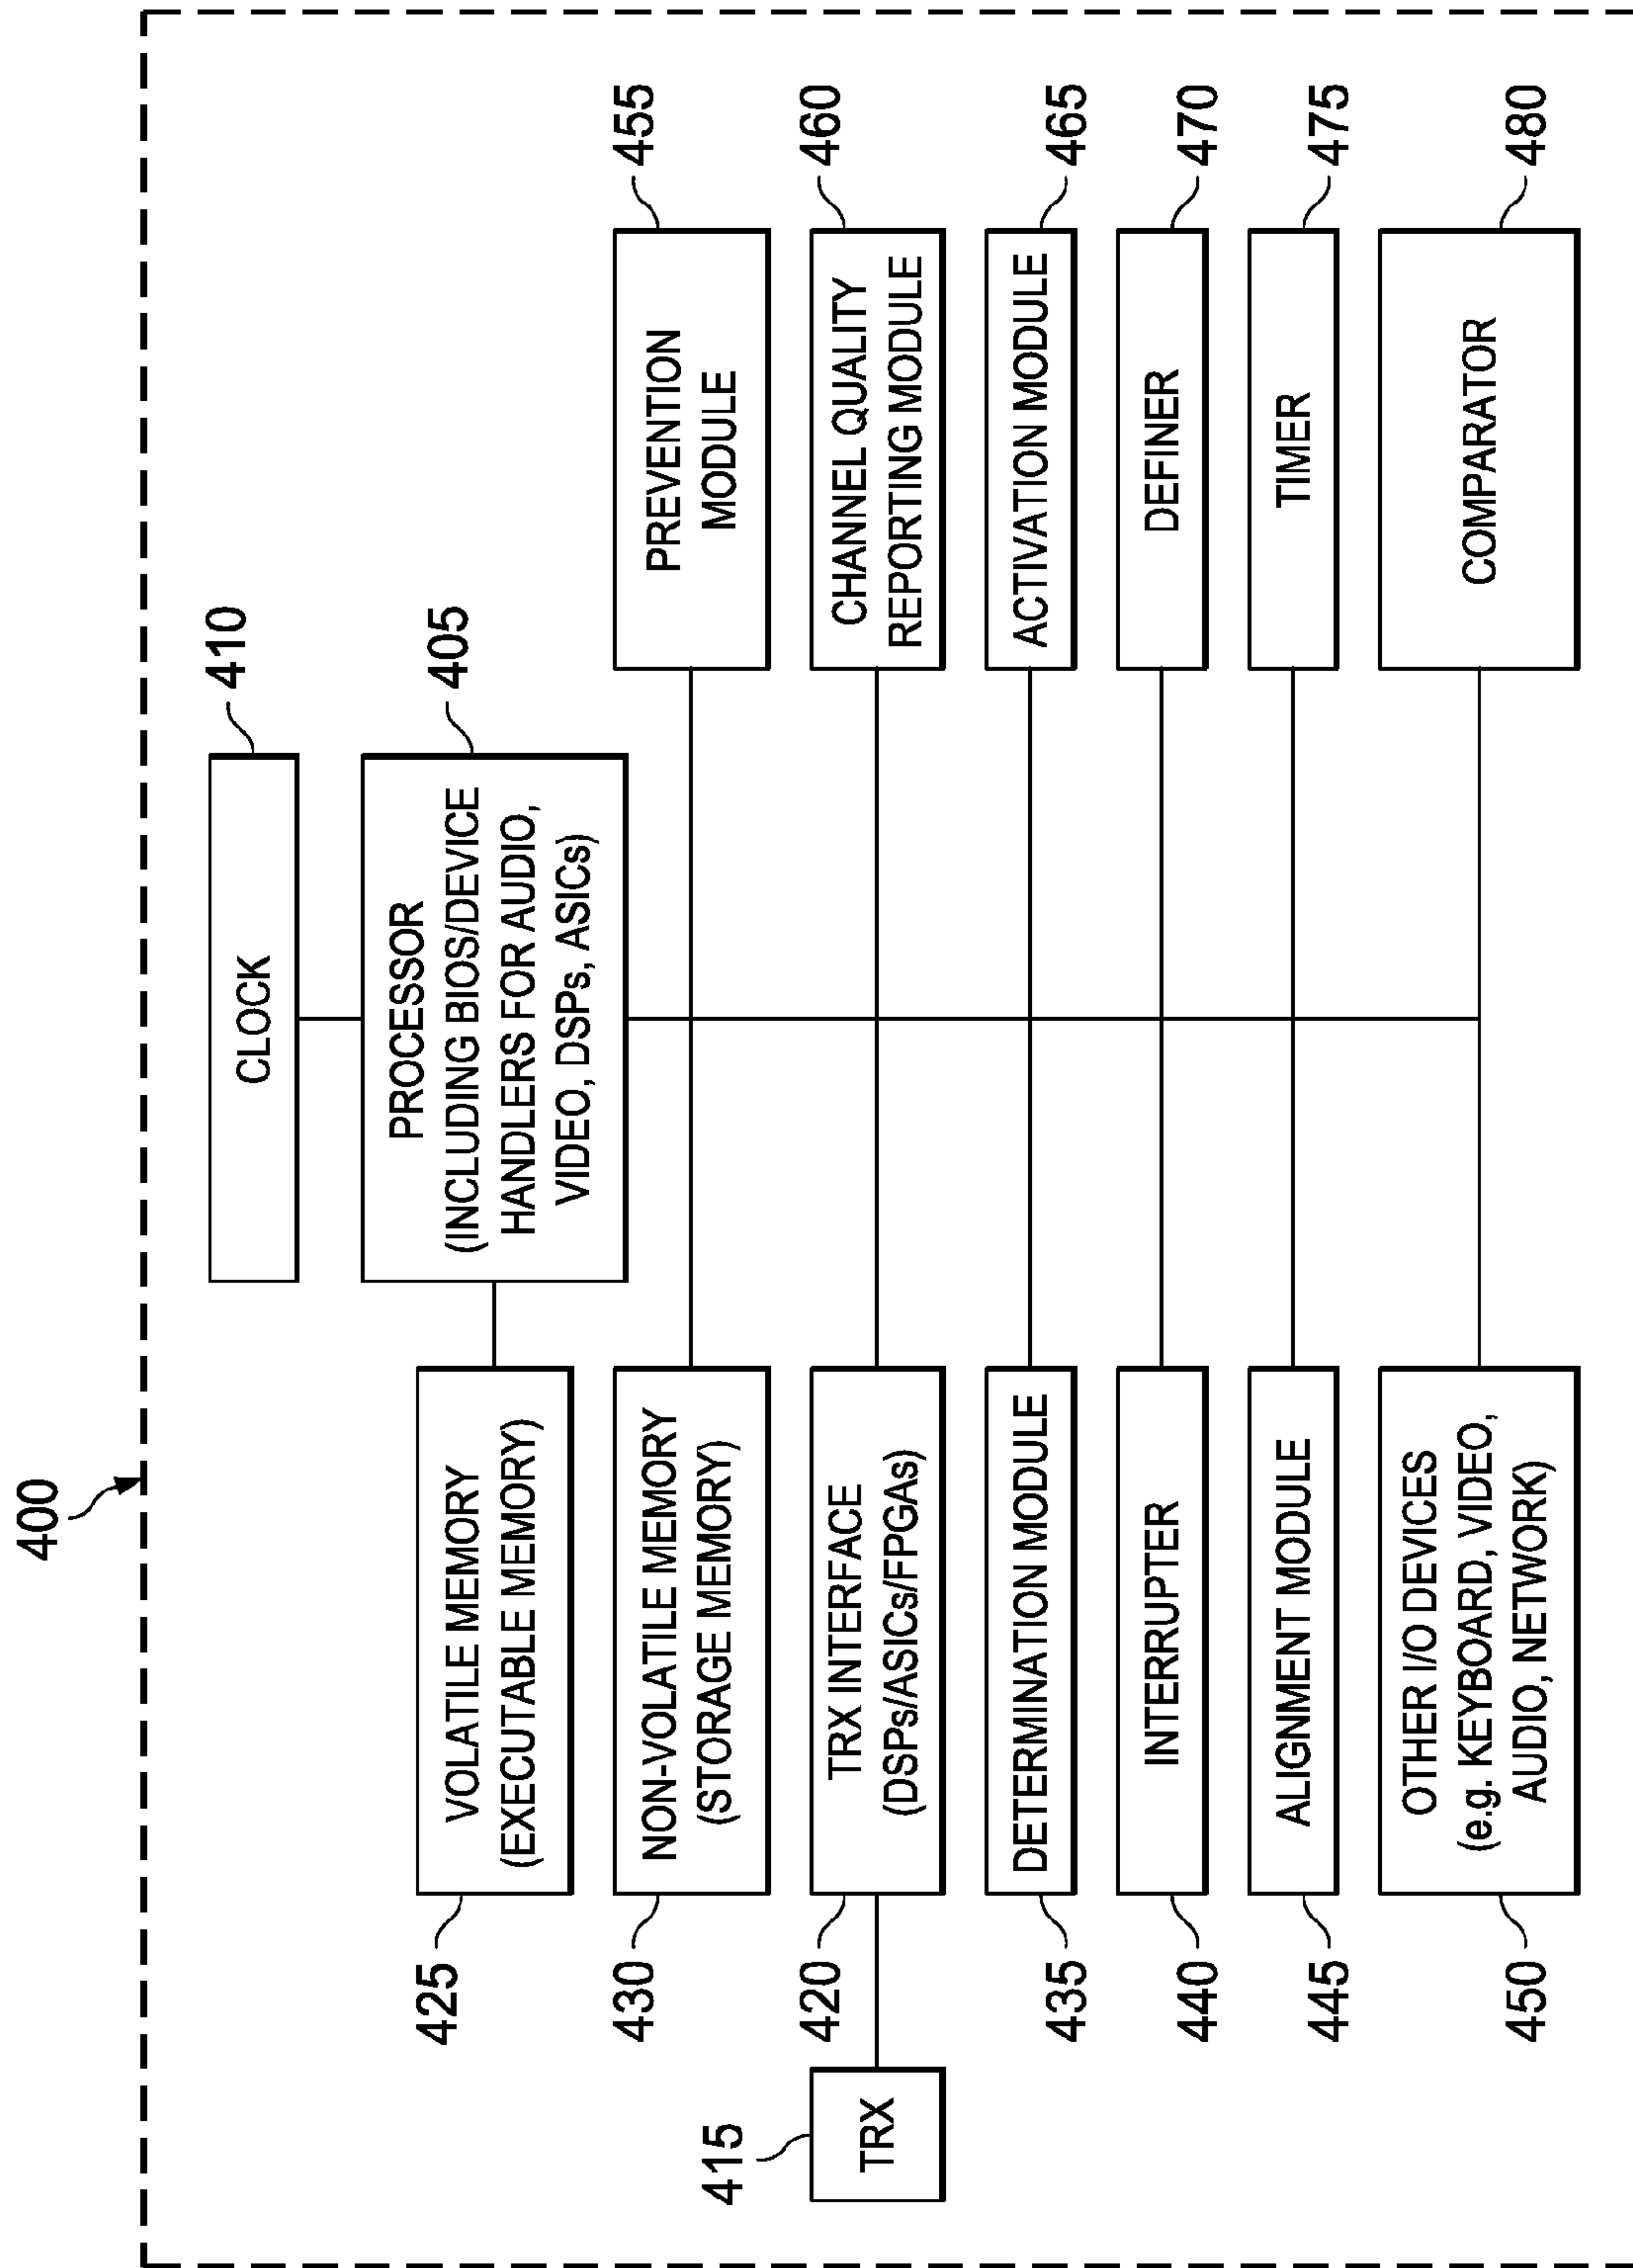 400
CLOCK
410
PROCESSOR
(INCLUDING BIOS/DEVICE
HANDLERS FOR AUDIO,
VIDEO, DSPs, ASICs)
405
425
VOLATILE MEMORY
(EXECUTABLE MEMORY)
430
NON-VOLATILE MEMORY
(STORAGE MEMORY)
PREVENTION
MODULE
455
415
TRX
420
TRX INTERFACE
(DSPs/ASICs/FPGAs)
CHANNEL QUALITY
REPORTING MODULE
460
435
DETERMINATION MODULE
ACTIVATION MODULE
465
440
INTERRUPTER
DEFINER
470
445
ALIGNMENT MODULE
TIMER
475
450
OTHER I/O DEVICES
(e.g. KEYBOARD, VIDEO,
AUDIO, NETWORK)
COMPARATOR
480